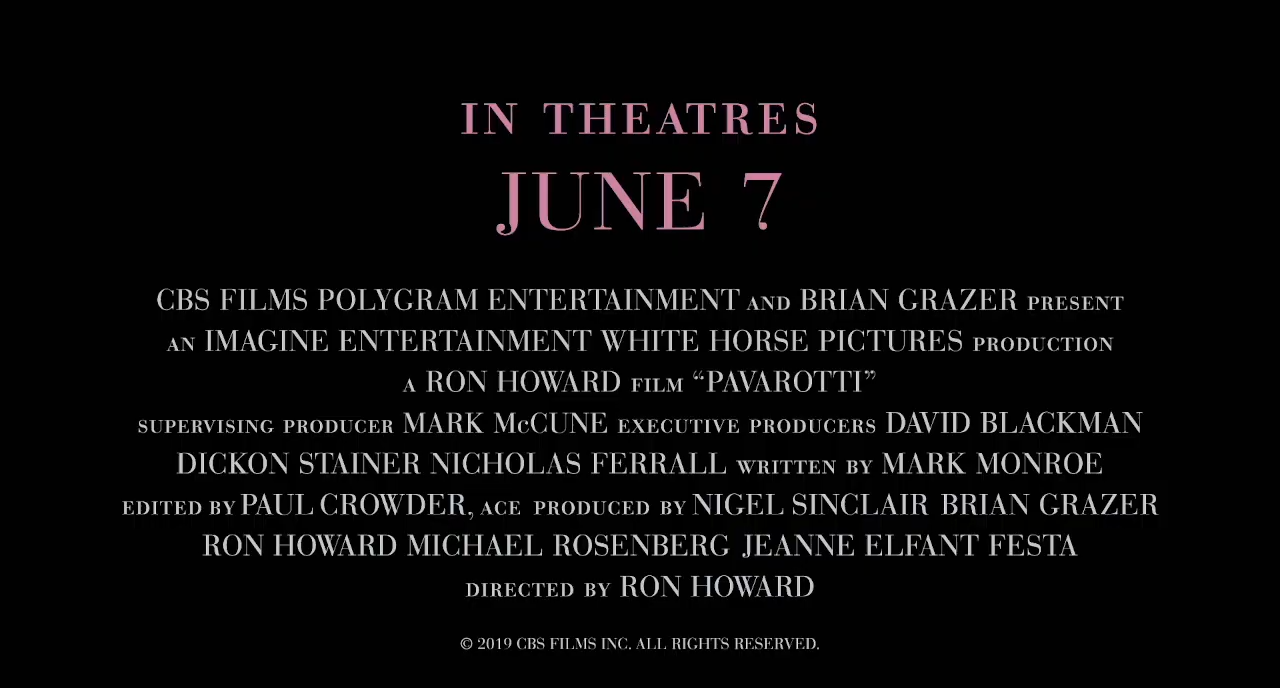 IN THEATRES
JUNE 7
CBS FILMS POLYGRAM ENTERTAINMENT AND BRIAN GRAZER PRESENT
AN IMAGINE ENTERTAINMENT WHITE HORSE PICTURES PRODUCTION
A RON HOWARD FILM “PAVAROTTI”
SUPERVISING PRODUCER MARK McCUNE EXECUTIVE PRODUCERS DAVID BLACKMAN
DICKON STAINER NICHOLAS FERRALL WRITTEN BY MARK MONROE
EDITED BY PAUL CROWDER, ACE PRODUCED BY NIGEL SINCLAIR BRIAN GRAZER
RON HOWARD MICHAEL ROSENBERG JEANNE ELFANT FESTA
DIRECTED BY RON HOWARD
© 2019 CBS FILMS INC. ALL RIGHTS RESERVED.